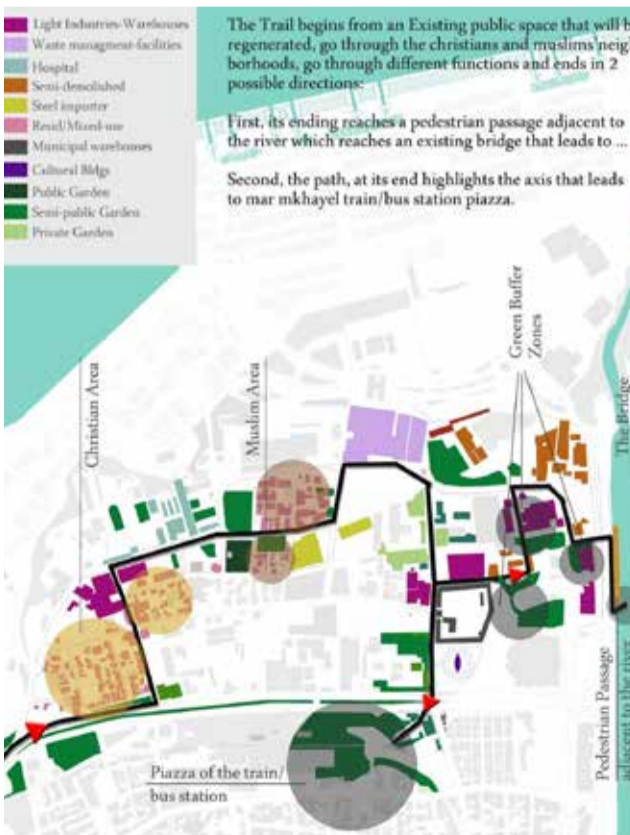 Light Industries-Warehouses
Waste managment-facilities
Hospital
Semi-demolished
Steel importer
Resid/Mixed-use
Municipal warehouses
Cultural Bldgs
Public Garden
Semi-public Garden
Private Garden
The Trail begins from an Existing public space that will b
regenerated, go through the christians and muslims'neig
borhoods, go through different functions and ends in 2
possible directions:
First, its ending reaches a pedestrian passage adjacent to
the river which reaches an existing bridge that leads to ...
Second, the path, at its end highlights the axis that leads
to mar mkhayel train/bus station piazza.
Christian Area
Muslim Area
Green Buffer
Zones
The Bridge
Pedestrian Passage
adjacent to the river
Piazza of the train/
bus station